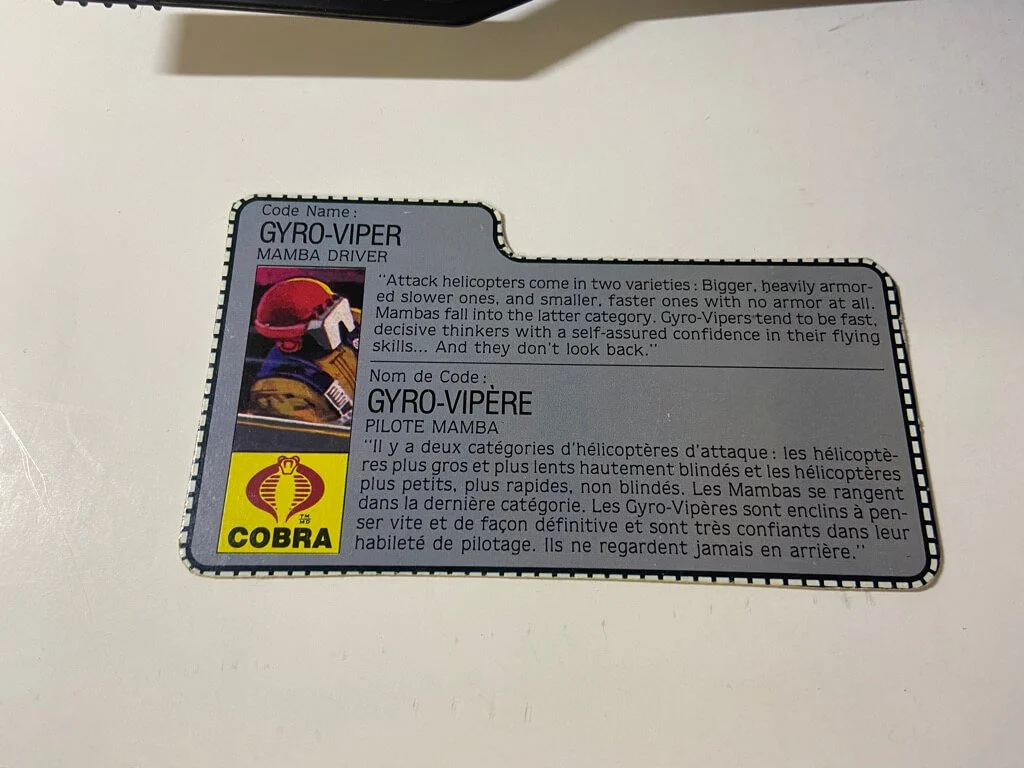 Code Name :
GYRO-VIPER
MAMBA DRIVER
"Attack helicopters come in two varieties : Bigger, heavily armor-
ed slower ones, and smaller, faster ones with no armor at all.
Mambas fall into the latter category. Gyro-Vipers tend to be fast,
decisive thinkers with a self-assured confidence in their flying
skills... And they don't look back."
Nom de Code :
GYRO-VIPÈRE
PILOTE MAMBA
"Il y a deux catégories d'hélicoptères d'attaque : les hélicoptè-
res plus gros et plus lents hautement blindés et les hélicoptères
plus petits, plus rapides, non blindés. Les Mambas se rangent
dans la dernière catégorie. Les Gyro-Vipères sont enclins à pen-
ser vite et de façon définitive et sont très confiants dans leur
habileté de pilotage. Ils ne regardent jamais en arrière."
TM
MD
COBRA